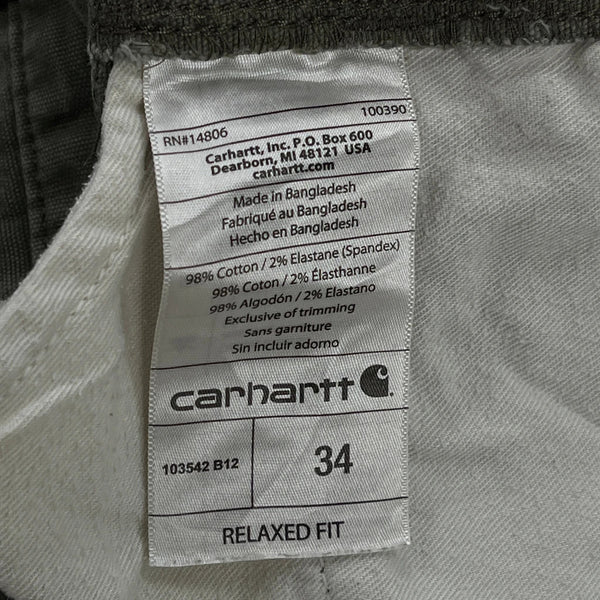 RN#14806 100390
Carhartt, Inc. P.O. Box 600
Dearborn, MI 48121 USA
carhartt.com
Made in Bangladesh
Fabriqué au Bangladesh
Hecho en Bangladesh
98% Cotton / 2% Elastane (Spandex)
98% Coton / 2% Élasthanne
98% Algodón / 2% Elastano
Exclusive of trimming
Sans garniture
Sin incluir adorno
carhartt
103542 B12 34
RELAXED FIT